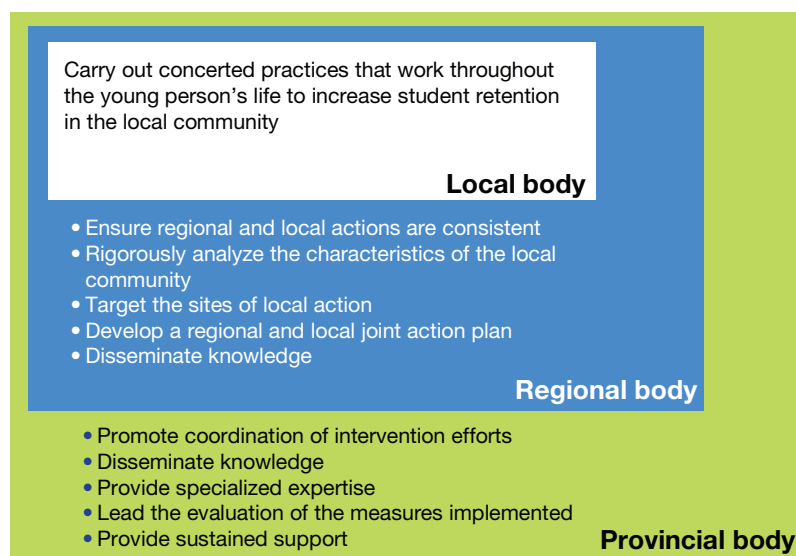 Carry out concerted practices that work throughout
the young person's life to increase student retention
in the local community
Local body
• Ensure regional and local actions are consistent
• Rigorously analyze the characteristics of the local
community
• Target the sites of local action
• Develop a regional and local joint action plan
• Disseminate knowledge
Regional body
• Promote coordination of intervention efforts
• Disseminate knowledge
• Provide specialized expertise
• Lead the evaluation of the measures implemented
• Provide sustained support
Provincial body